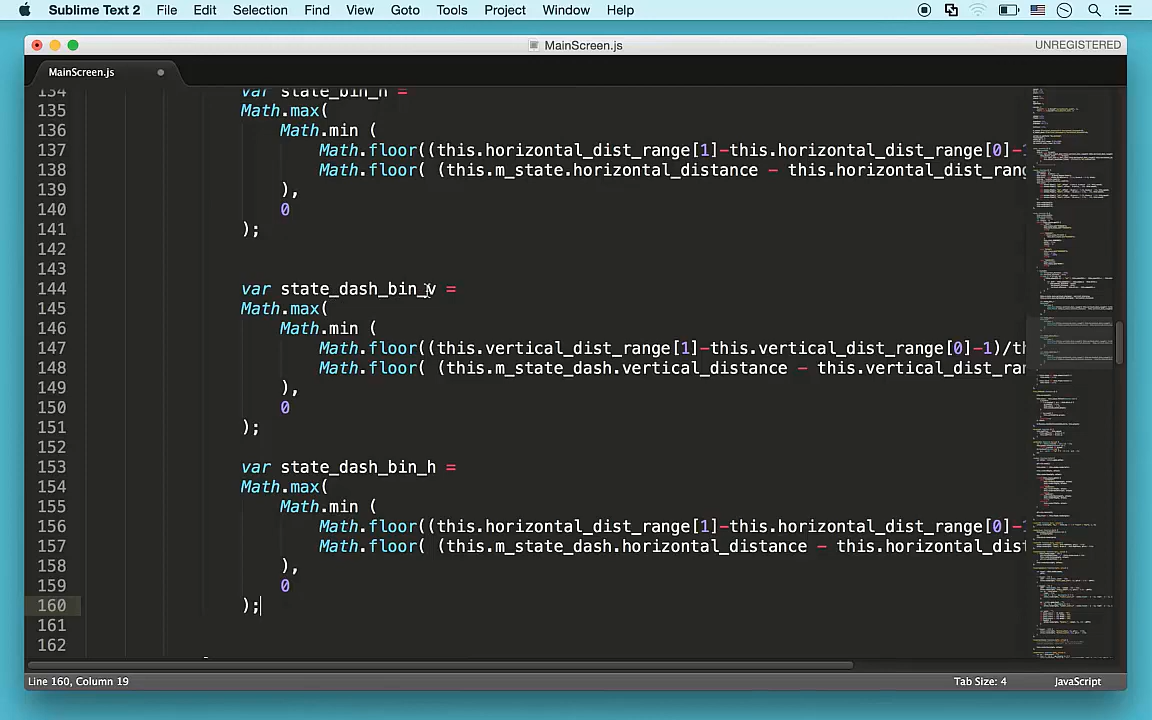 Sublime Text 2 File Edit Selection Find View Goto Tools Project Window Help
MainScreen.js UNREGISTERED
MainScreen.js
134 var state_bin_h =
135 Math.max(
136 Math.min (
137 Math.floor((this.horizontal_dist_range[1]-this.horizontal_dist_range[0]-
138 Math.floor( (this.m_state.horizontal_distance - this.horizontal_dist_rang
139 ),
140 0
141 );
142
143
144 var state_dash_bin_v =
145 Math.max(
146 Math.min (
147 Math.floor((this.vertical_dist_range[1]-this.vertical_dist_range[0]-1)/th
148 Math.floor( (this.m_state_dash.vertical_distance - this.vertical_dist_ran
149 ),
150 0
151 );
152
153 var state_dash_bin_h =
154 Math.max(
155 Math.min (
156 Math.floor((this.horizontal_dist_range[1]-this.horizontal_dist_range[0]-
157 Math.floor( (this.m_state_dash.horizontal_distance - this.horizontal_dist
158 ),
159 0
160 );
161
162
Line 160, Column 19 Tab Size: 4 JavaScript